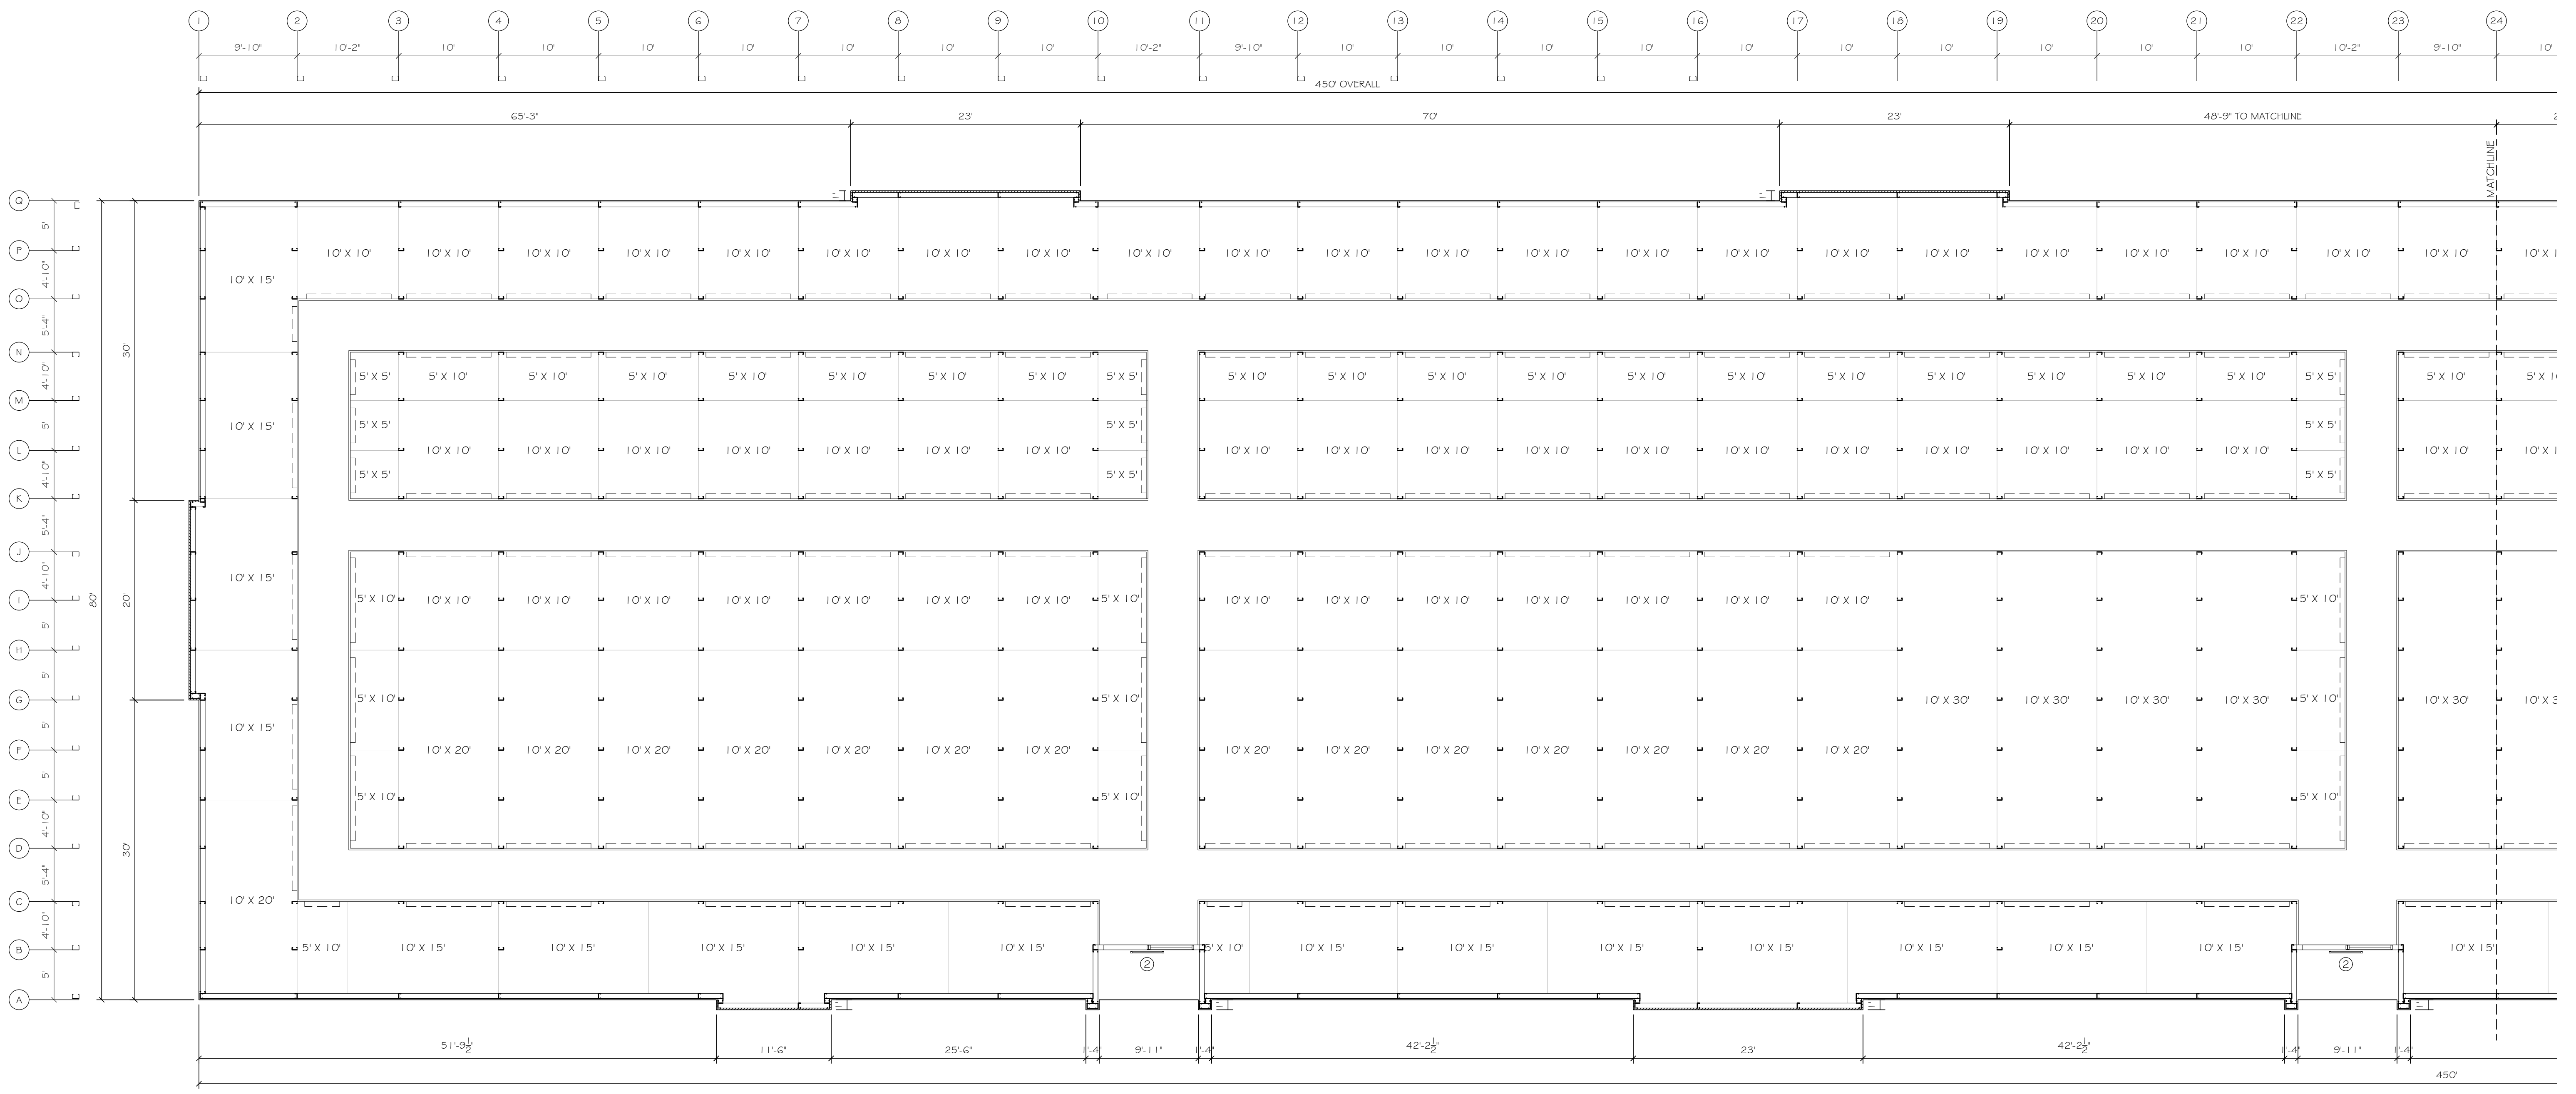 1 2 3 4 5 6 7 8 9 10 11 12 13 14 15 16 17 18 19 20 21 22 23 24
9'-10" 10'-2" 10' 10' 10' 10' 10' 10' 10' 10'-2" 9'-10" 10' 10' 10' 10' 10' 10' 10' 10' 10' 10' 10'-2" 9'-10" 10'
450' OVERALL
65'-3" 23' 70' 23' 48'-9" TO MATCHLINE
MATCHLINE
Q
5'
P
10' X 10' 10' X 10' 10' X 10' 10' X 10' 10' X 10' 10' X 10' 10' X 10' 10' X 10' 10' X 10' 10' X 10' 10' X 10' 10' X 10' 10' X 10' 10' X 10' 10' X 10' 10' X 10' 10' X 10' 10' X 10' 10' X 10' 10' X 10' 10' X 10' 10' X 10' 10' X 1
4'-10"
10' X 15'
O
5'-4"
30'
N
4'-10"
5' X 5' 5' X 10' 5' X 10' 5' X 10' 5' X 10' 5' X 10' 5' X 10' 5' X 10' 5' X 5' 5' X 10' 5' X 10' 5' X 10' 5' X 10' 5' X 10' 5' X 10' 5' X 10' 5' X 10' 5' X 10' 5' X 10' 5' X 10' 5' X 5' 5' X 10' 5' X 1
M
5'
10' X 15' 5' X 5' 5' X 5' 5' X 5'
L
10' X 10' 10' X 10' 10' X 10' 10' X 10' 10' X 10' 10' X 10' 10' X 10' 10' X 10' 10' X 10' 10' X 10' 10' X 10' 10' X 10' 10' X 10' 10' X 10' 10' X 10' 10' X 10' 10' X 10' 10' X 10' 10' X 10' 10' X 1
4'-10"
5' X 5' 5' X 5' 5' X 5'
K
5'-4"
J
4'-10"
10' X 15'
I
80' 20'
5' X 10' 10' X 10' 10' X 10' 10' X 10' 10' X 10' 10' X 10' 10' X 10' 10' X 10' 5' X 10' 10' X 10' 10' X 10' 10' X 10' 10' X 10' 10' X 10' 10' X 10' 10' X 10' 5' X 10'
5'
H
5'
G
5' X 10' 5' X 10' 10' X 30' 10' X 30' 10' X 30' 10' X 30' 5' X 10' 10' X 30' 10' X 3
5'
10' X 15'
F
10' X 20' 10' X 20' 10' X 20' 10' X 20' 10' X 20' 10' X 20' 10' X 20' 10' X 20' 10' X 20' 10' X 20' 10' X 20' 10' X 20' 10' X 20' 10' X 20'
5'
E
5' X 10' 5' X 10' 5' X 10'
4'-10"
D
30'
5'-4"
C
10' X 20'
4'-10"
B
5' X 10' 10' X 15' 10' X 15' 10' X 15' 10' X 15' 10' X 15' 5' X 10' 10' X 15' 10' X 15' 10' X 15' 10' X 15' 10' X 15' 10' X 15' 10' X 15' 10' X 15'
2 2
5'
A
51'-9½" 11'-6" 25'-6" 1'-4" 9'-11" 1'-4" 42'-2½" 23' 42'-2½" 1'-4" 9'-11" 1'-4"
450'